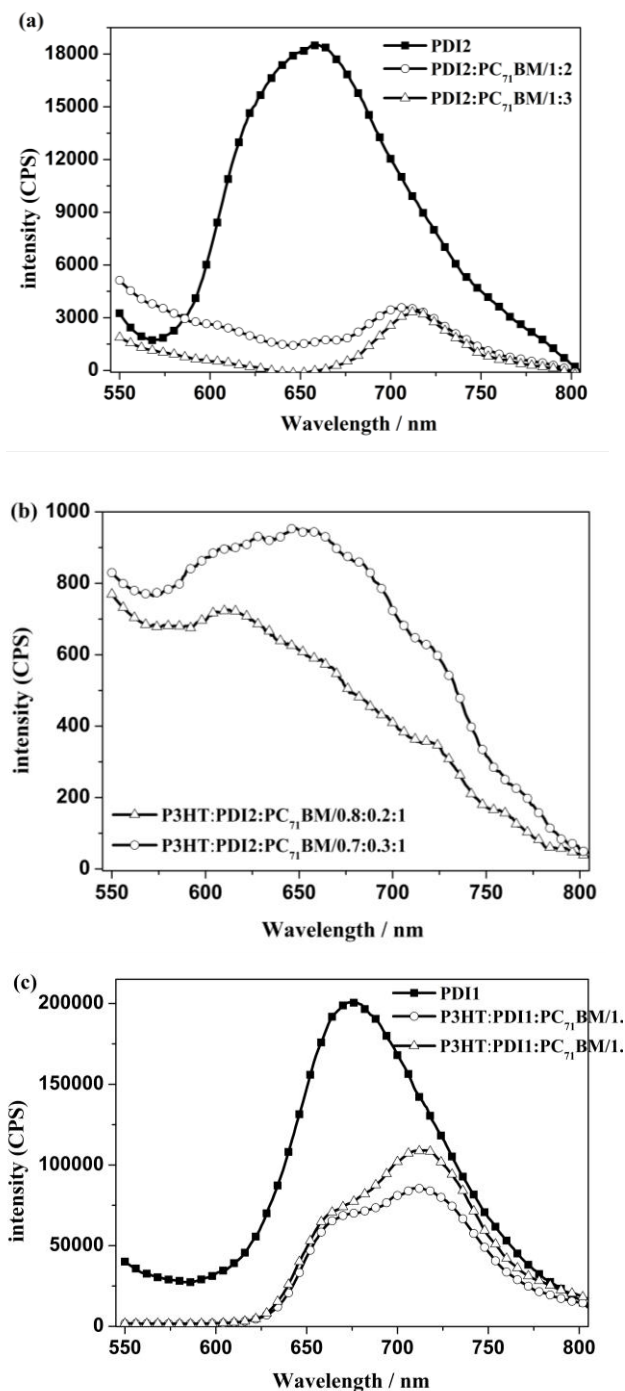 (a)
18000
15000
12000
9000
6000
3000
0
intensity (CPS)
PDI2
PDI2:PC71BM/1:2
PDI2:PC71BM/1:3
550 600 650 700 750 800
Wavelength / nm
(b)
1000
800
600
400
200
0
intensity (CPS)
P3HT:PDI2:PC71BM/0.8:0.2:1
P3HT:PDI2:PC71BM/0.7:0.3:1
550 600 650 700 750 800
Wavelength / nm
(c)
200000
150000
100000
50000
0
intensity (CPS)
PDI1
P3HT:PDI1:PC71BM/1.
P3HT:PDI1:PC71BM/1.
550 600 650 700 750 800
Wavelength / nm